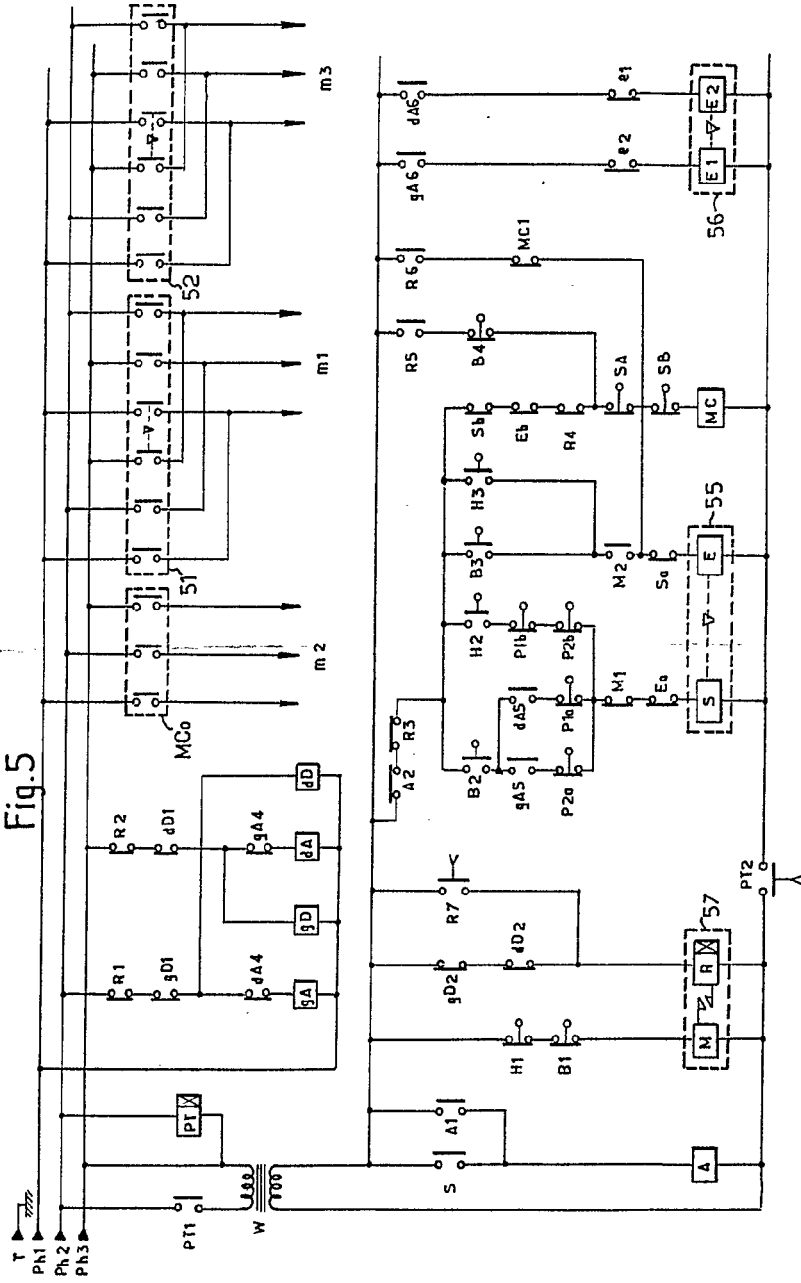 Fig.5
T
Ph1
Ph2
Ph3
PT1
PT
W
R1
gD1
dA4
gA
gD
R2
dD1
gA4
dA
dD
MCo
m2
51
m1
52
m3
S
A1
A
H1
B1
M
R
57
gD2
dD2
R7
PT2
A2
R3
B2
gA5
dA5
P2a
P1a
H2
P1b
P2b
M1
Ea
S
B3
H3
M2
Sa
E
55
Sb
Eb
R4
R5
B4
SA
SB
MC
R6
MC1
gA6
dA6
e2
e1
E1
E2
56